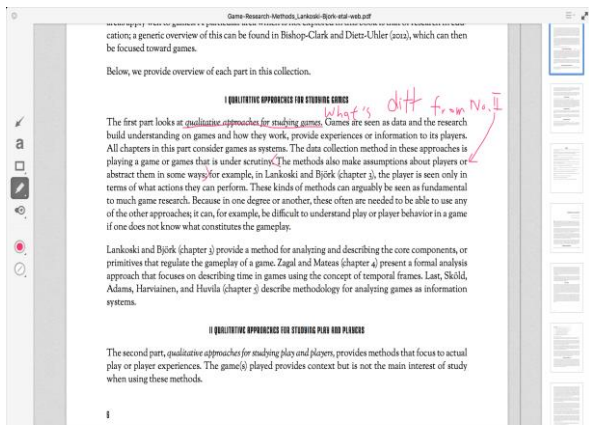 Game-Research-Methods_Lankoski-Bjork-etal-web.pdf
cation; a generic overview of this can be found in Bishop-Clark and Dietz-Uhler (2012), which can then
be focused toward games.
Below, we provide overview of each part in this collection.
I QUALITATIVE APPROACHES FOR STUDYING GAMES
What's diff from No. II
The first part looks at qualitative approaches for studying games. Games are seen as data and the research
build understanding on games and how they work, provide experiences or information to its players.
All chapters in this part consider games as systems. The data collection method in these approaches is
playing a game or games that is under scrutiny. The methods also make assumptions about players or
abstract them in some ways; for example, in Lankoski and Björk (chapter 3), the player is seen only in
terms of what actions they can perform. These kinds of methods can arguably be seen as fundamental
to much game research. Because in one degree or another, these often are needed to be able to use any
of the other approaches; it can, for example, be difficult to understand play or player behavior in a game
if one does not know what constitutes the gameplay.
Lankoski and Björk (chapter 3) provide a method for analyzing and describing the core components, or
primitives that regulate the gameplay of a game. Zagal and Mateas (chapter 4) present a formal analysis
approach that focuses on describing time in games using the concept of temporal frames. Last, Sköld,
Adams, Harviainen, and Huvila (chapter 5) describe methodology for analyzing games as information
systems.
II QUALITATIVE APPROACHES FOR STUDYING PLAY AND PLAYERS
The second part, qualitative approaches for studying play and players, provides methods that focus to actual
play or player experiences. The game(s) played provides context but is not the main interest of study
when using these methods.
a